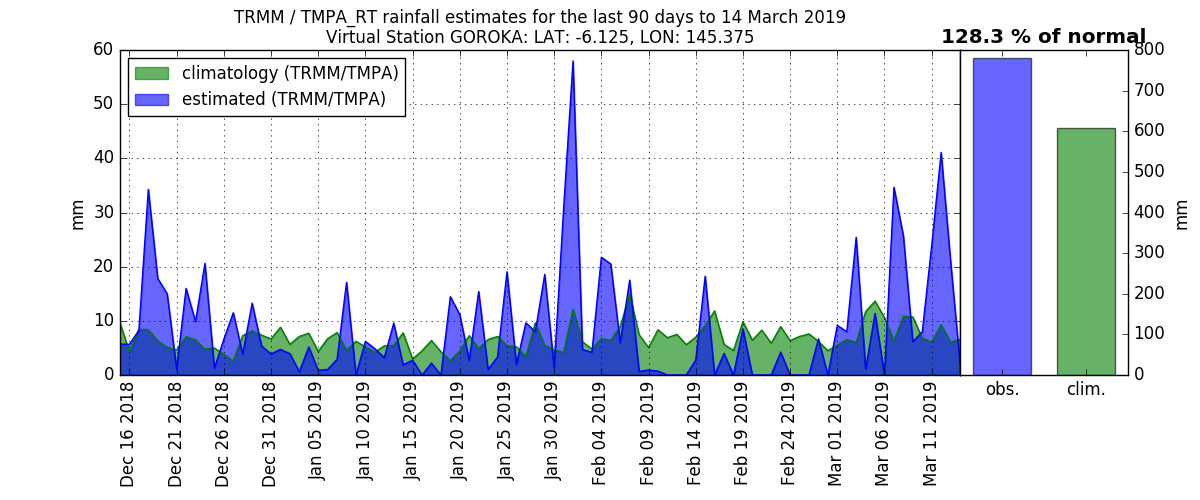 TRMM / TMPA_RT rainfall estimates for the last 90 days to 14 March 2019
Virtual Station GOROKA: LAT: -6.125, LON: 145.375
128.3 % of normal
climatology (TRMM/TMPA)
estimated (TRMM/TMPA)
60
50
40
30
20
10
0
mm
Dec 16 2018
Dec 21 2018
Dec 26 2018
Dec 31 2018
Jan 05 2019
Jan 10 2019
Jan 15 2019
Jan 20 2019
Jan 25 2019
Jan 30 2019
Feb 04 2019
Feb 09 2019
Feb 14 2019
Feb 19 2019
Feb 24 2019
Mar 01 2019
Mar 06 2019
Mar 11 2019
obs.
clim.
800
700
600
500
400
300
200
100
0
mm